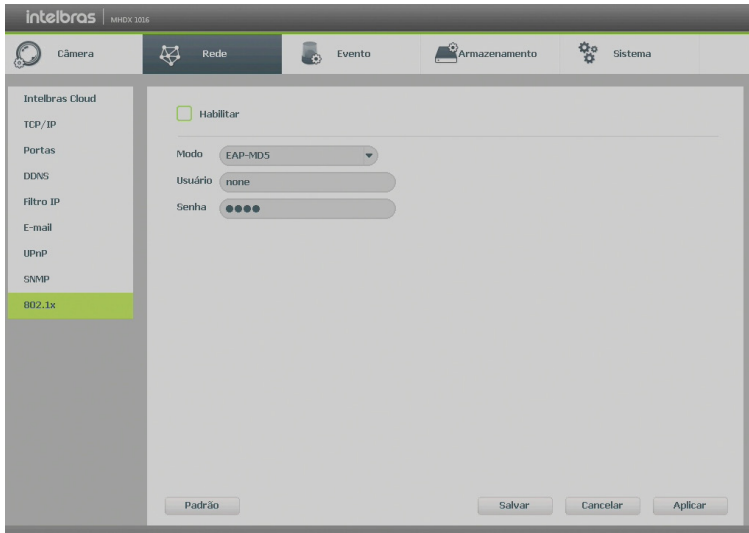 intelbras MHDX 1016
Câmera Rede Evento Armazenamento Sistema
Intelbras Cloud
TCP/IP
Portas
DDNS
Filtro IP
E-mail
UPnP
SNMP
802.1x
Habilitar
Modo EAP-MD5
Usuário none
Senha ●●●●
Padrão Salvar Cancelar Aplicar